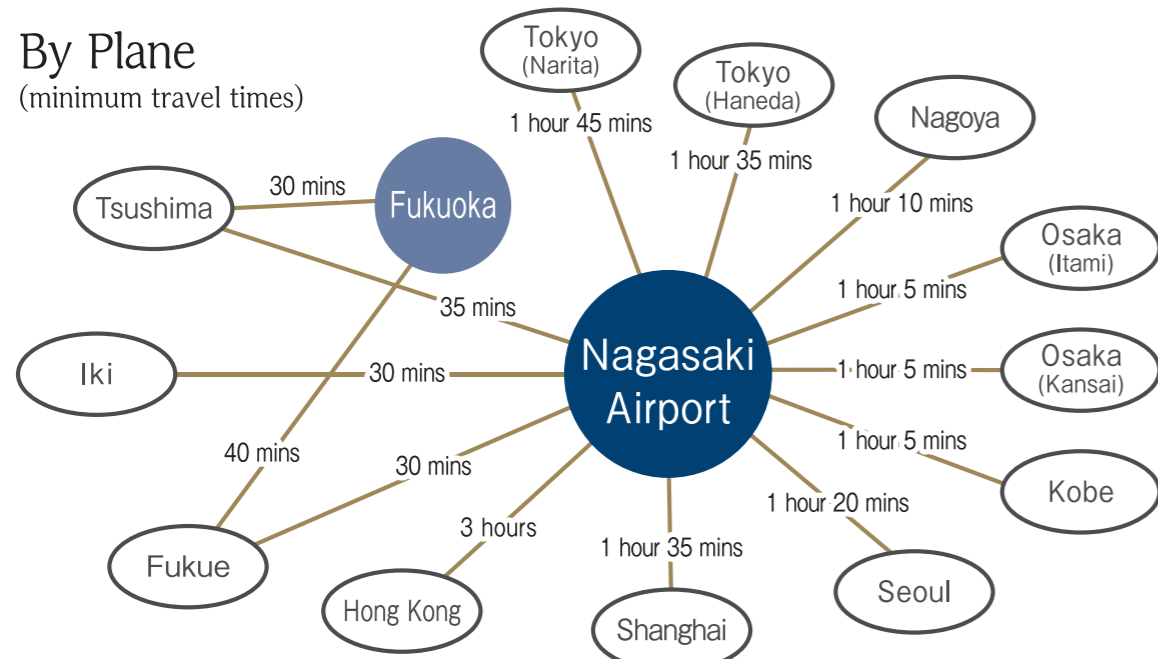 By Plane
(minimum travel times)
Tokyo
(Narita)
Tokyo
(Haneda)
Nagoya
1 hour 45 mins
1 hour 35 mins
1 hour 10 mins
Tsushima
30 mins
Fukuoka
Osaka
(Itami)
1 hour 5 mins
35 mins
Iki
30 mins
Nagasaki
Airport
1 hour 5 mins
Osaka
(Kansai)
40 mins
30 mins
1 hour 5 mins
Kobe
3 hours
1 hour 35 mins
1 hour 20 mins
Fukue
Hong Kong
Shanghai
Seoul